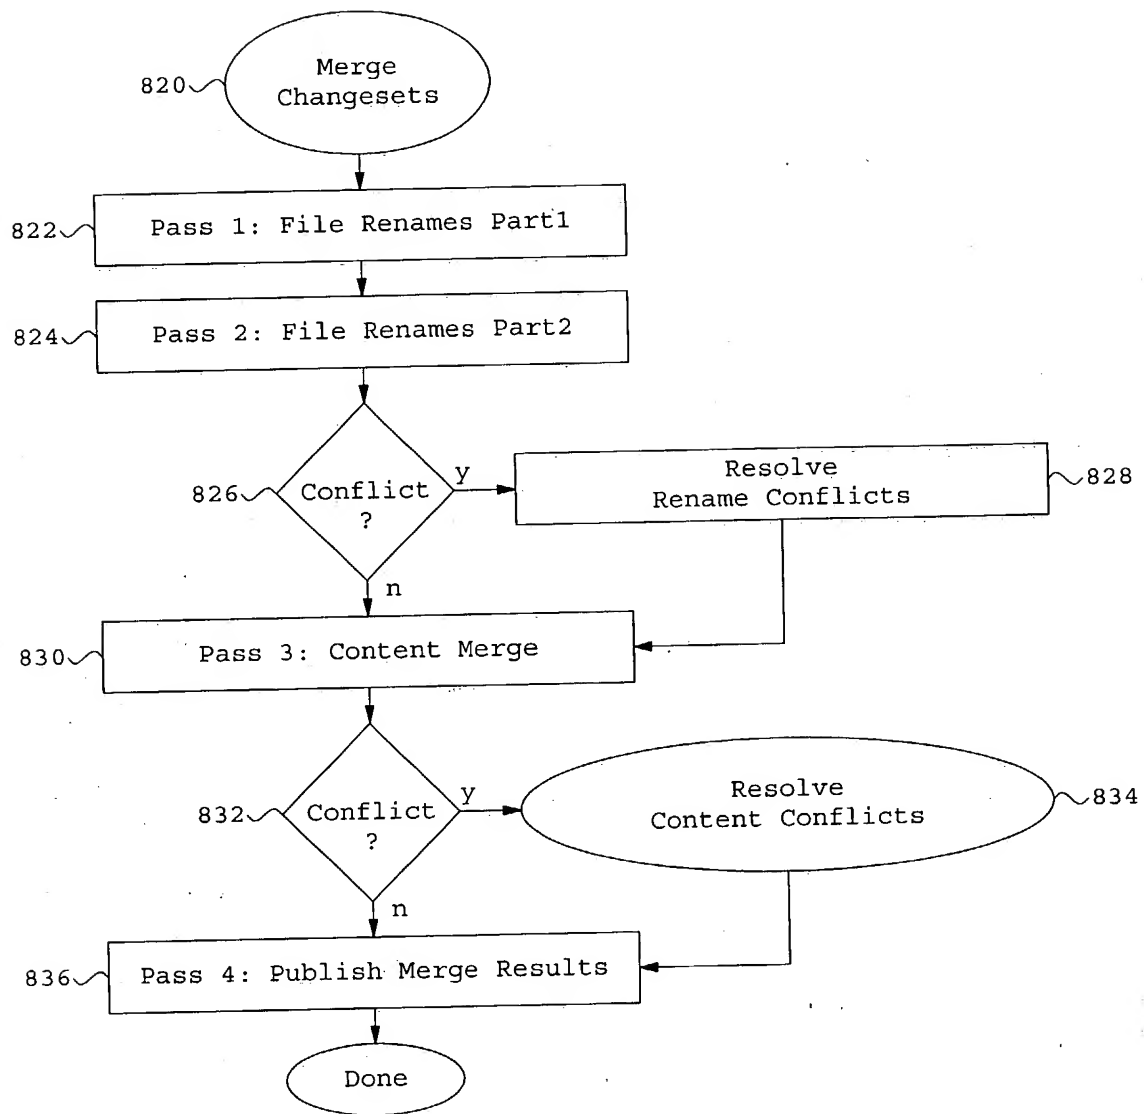 Merge
Changesets
820
822
Pass 1: File Renames Part1
824
Pass 2: File Renames Part2
826
Conflict
?
y
n
Resolve
Rename Conflicts
828
830
Pass 3: Content Merge
832
Conflict
?
y
n
Resolve
Content Conflicts
834
836
Pass 4: Publish Merge Results
Done